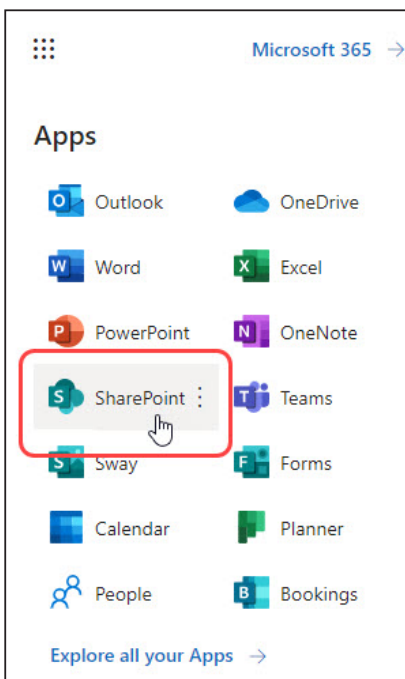 Microsoft 365 →
Apps
Outlook OneDrive
Word Excel
PowerPoint OneNote
SharePoint Teams
Sway Forms
Calendar Planner
People Bookings
Explore all your Apps →